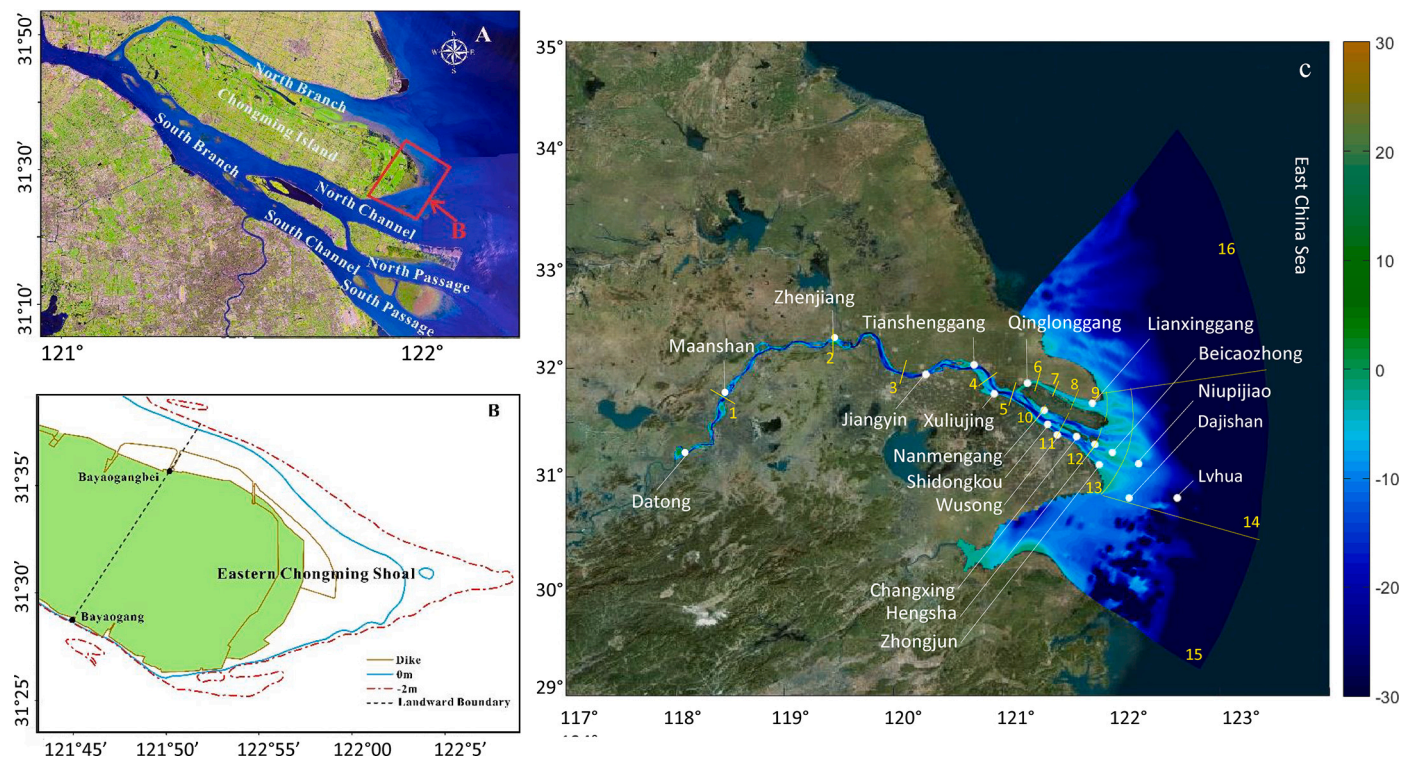 A
N
W E
S
31°50′
31°30′
31°10′
121°
122°
North Branch
Chongming Island
South Branch
North Channel
South Channel
North Passage
South Passage
B
B
31°35′
31°30′
31°25′
Bayaogangbei
Eastern Chongming Shoal
Bayaogang
Dike
0m
-2m
Landward Boundary
121°45′
121°50′
122°55′
122°00
122°5′
C
35°
34°
33°
32°
31°
30°
29°
117°
118°
119°
120°
121°
122°
123°
East China Sea
16
Zhenjiang
Tianshenggang
Qinglonggang
Lianxinggang
Maanshan
Beicaozhong
Niupijiao
Dajishan
Lvhua
Jiangyin
Xuliujing
Nanmengang
Shidongkou
Wusong
Datong
Changxing
Hengsha
Zhongjun
1
2
3
4
5
6
7
8
9
10
11
12
13
14
15
30
20
10
0
-10
-20
-30